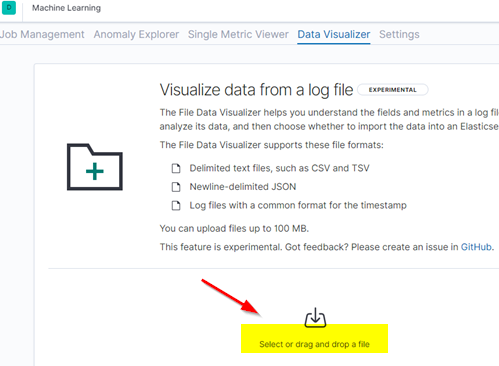 D Machine Learning
Job Management Anomaly Explorer Single Metric Viewer Data Visualizer Settings
Visualize data from a log file EXPERIMENTAL
The File Data Visualizer helps you understand the fields and metrics in a log file
analyze its data, and then choose whether to import the data into an Elasticse
The File Data Visualizer supports these file formats:
Delimited text files, such as CSV and TSV
Newline-delimited JSON
Log files with a common format for the timestamp
You can upload files up to 100 MB.
This feature is experimental. Got feedback? Please create an issue in GitHub.
Select or drag and drop a file